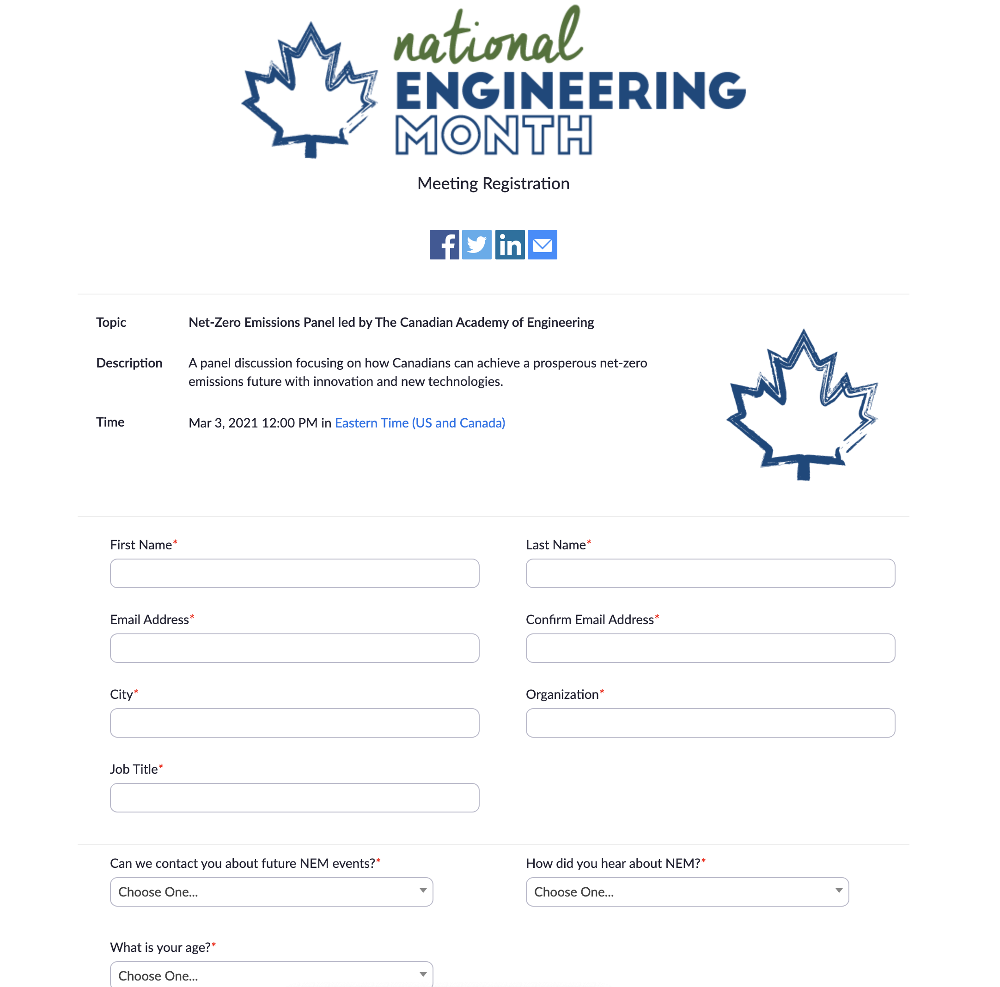 national
ENGINEERING
MONTH
Meeting Registration
Topic
Net-Zero Emissions Panel led by The Canadian Academy of Engineering
Description
A panel discussion focusing on how Canadians can achieve a prosperous net-zero
emissions future with innovation and new technologies.
Time
Mar 3, 2021 12:00 PM in Eastern Time (US and Canada)
First Name*
Last Name*
Email Address*
Confirm Email Address*
City*
Organization*
Job Title*
Can we contact you about future NEM events?*
How did you hear about NEM?*
Choose One...
Choose One...
What is your age?*
Choose One...